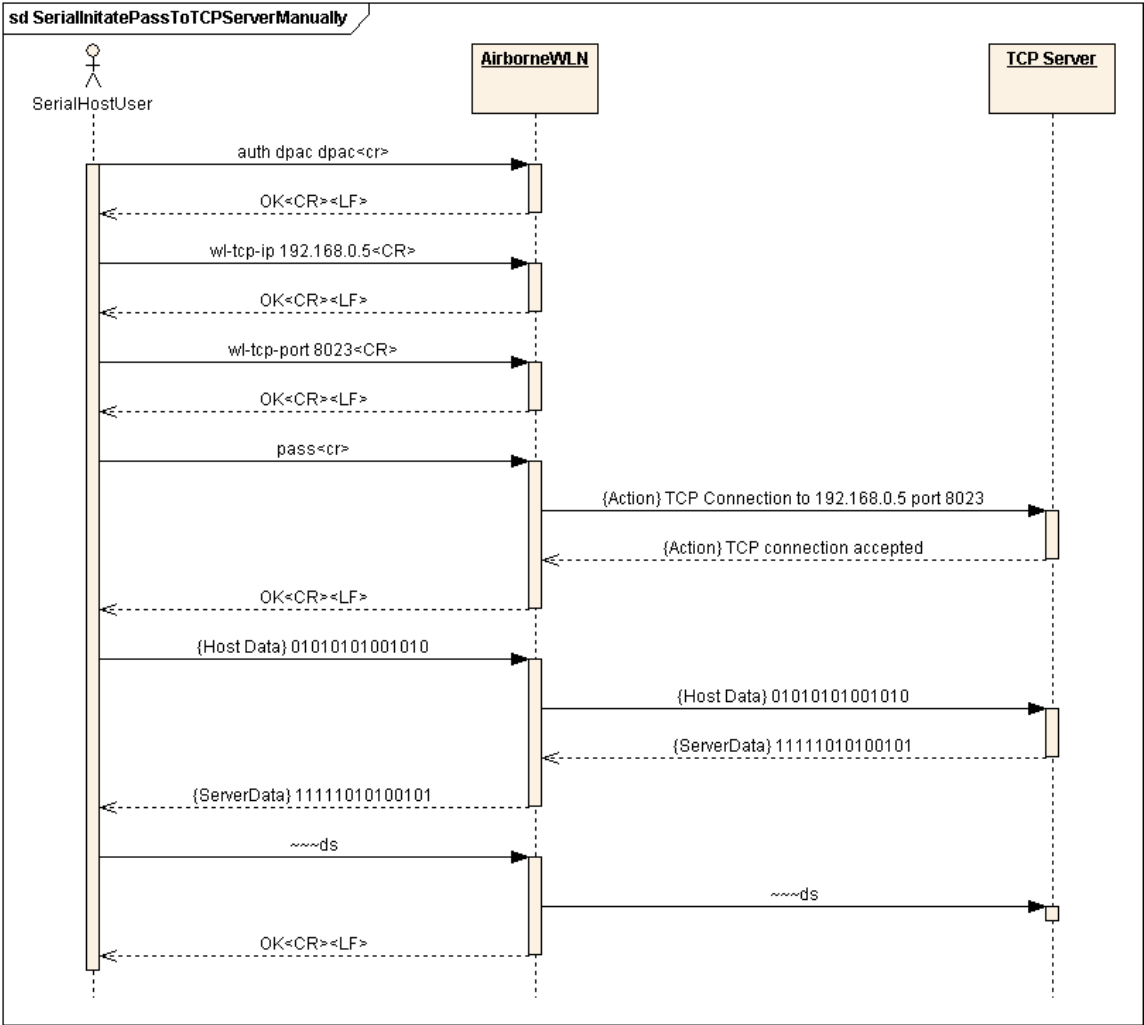 sd SerialInitatePassToTCPServerManually
SerialHostUser
AirborneWLN
TCP Server
auth dpac dpac<cr>
OK<CR><LF>
wl-tcp-ip 192.168.0.5<CR>
OK<CR><LF>
wl-tcp-port 8023<CR>
OK<CR><LF>
pass<cr>
{Action} TCP Connection to 192.168.0.5 port 8023
{Action} TCP connection accepted
OK<CR><LF>
{Host Data} 01010101001010
{Host Data} 01010101001010
{ServerData} 11111010100101
{ServerData} 11111010100101
~~~ds
~~~ds
OK<CR><LF>